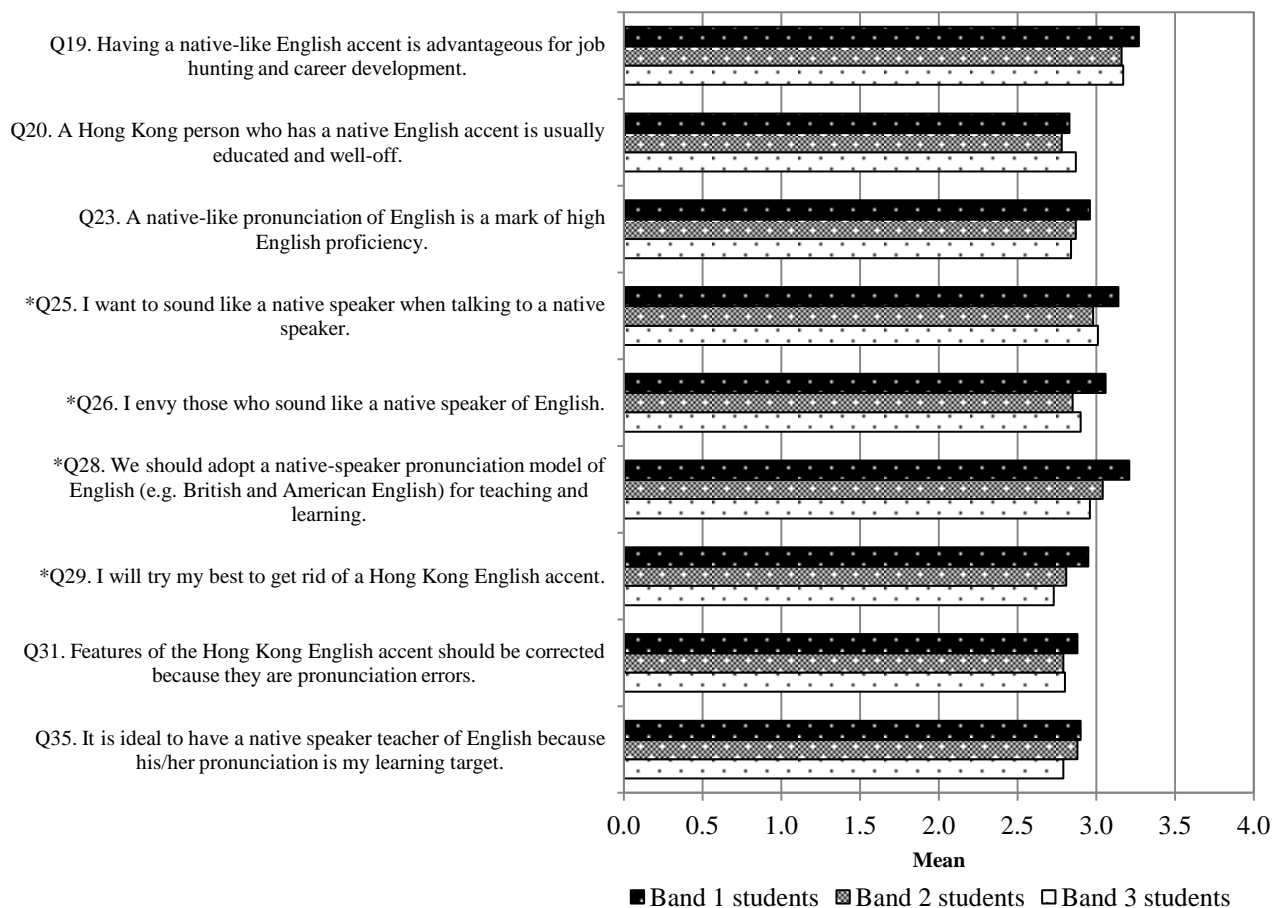 Q19. Having a native-like English accent is advantageous for job
hunting and career development.
Q20. A Hong Kong person who has a native English accent is usually
educated and well-off.
Q23. A native-like pronunciation of English is a mark of high
English proficiency.
*Q25. I want to sound like a native speaker when talking to a native
speaker.
*Q26. I envy those who sound like a native speaker of English.
*Q28. We should adopt a native-speaker pronunciation model of
English (e.g. British and American English) for teaching and
learning.
*Q29. I will try my best to get rid of a Hong Kong English accent.
Q31. Features of the Hong Kong English accent should be corrected
because they are pronunciation errors.
Q35. It is ideal to have a native speaker teacher of English because
his/her pronunciation is my learning target.
0.0 0.5 1.0 1.5 2.0 2.5 3.0 3.5 4.0
Mean
Band 1 students Band 2 students Band 3 students